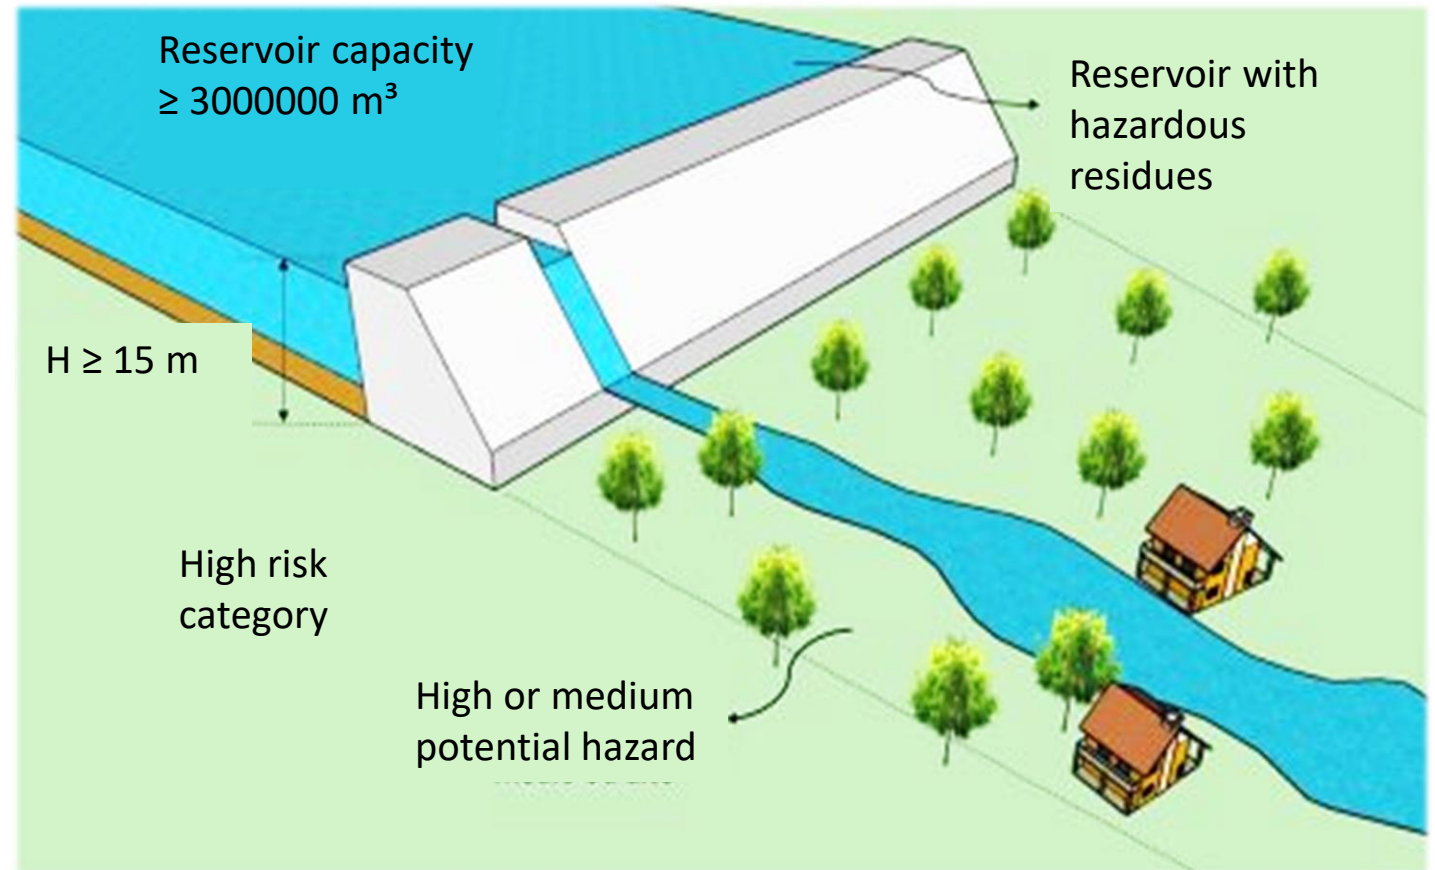 Reservoir capacity
≥ 3000000 m³
Reservoir with
hazardous
residues
H ≥ 15 m
High risk
category
High or medium
potential hazard